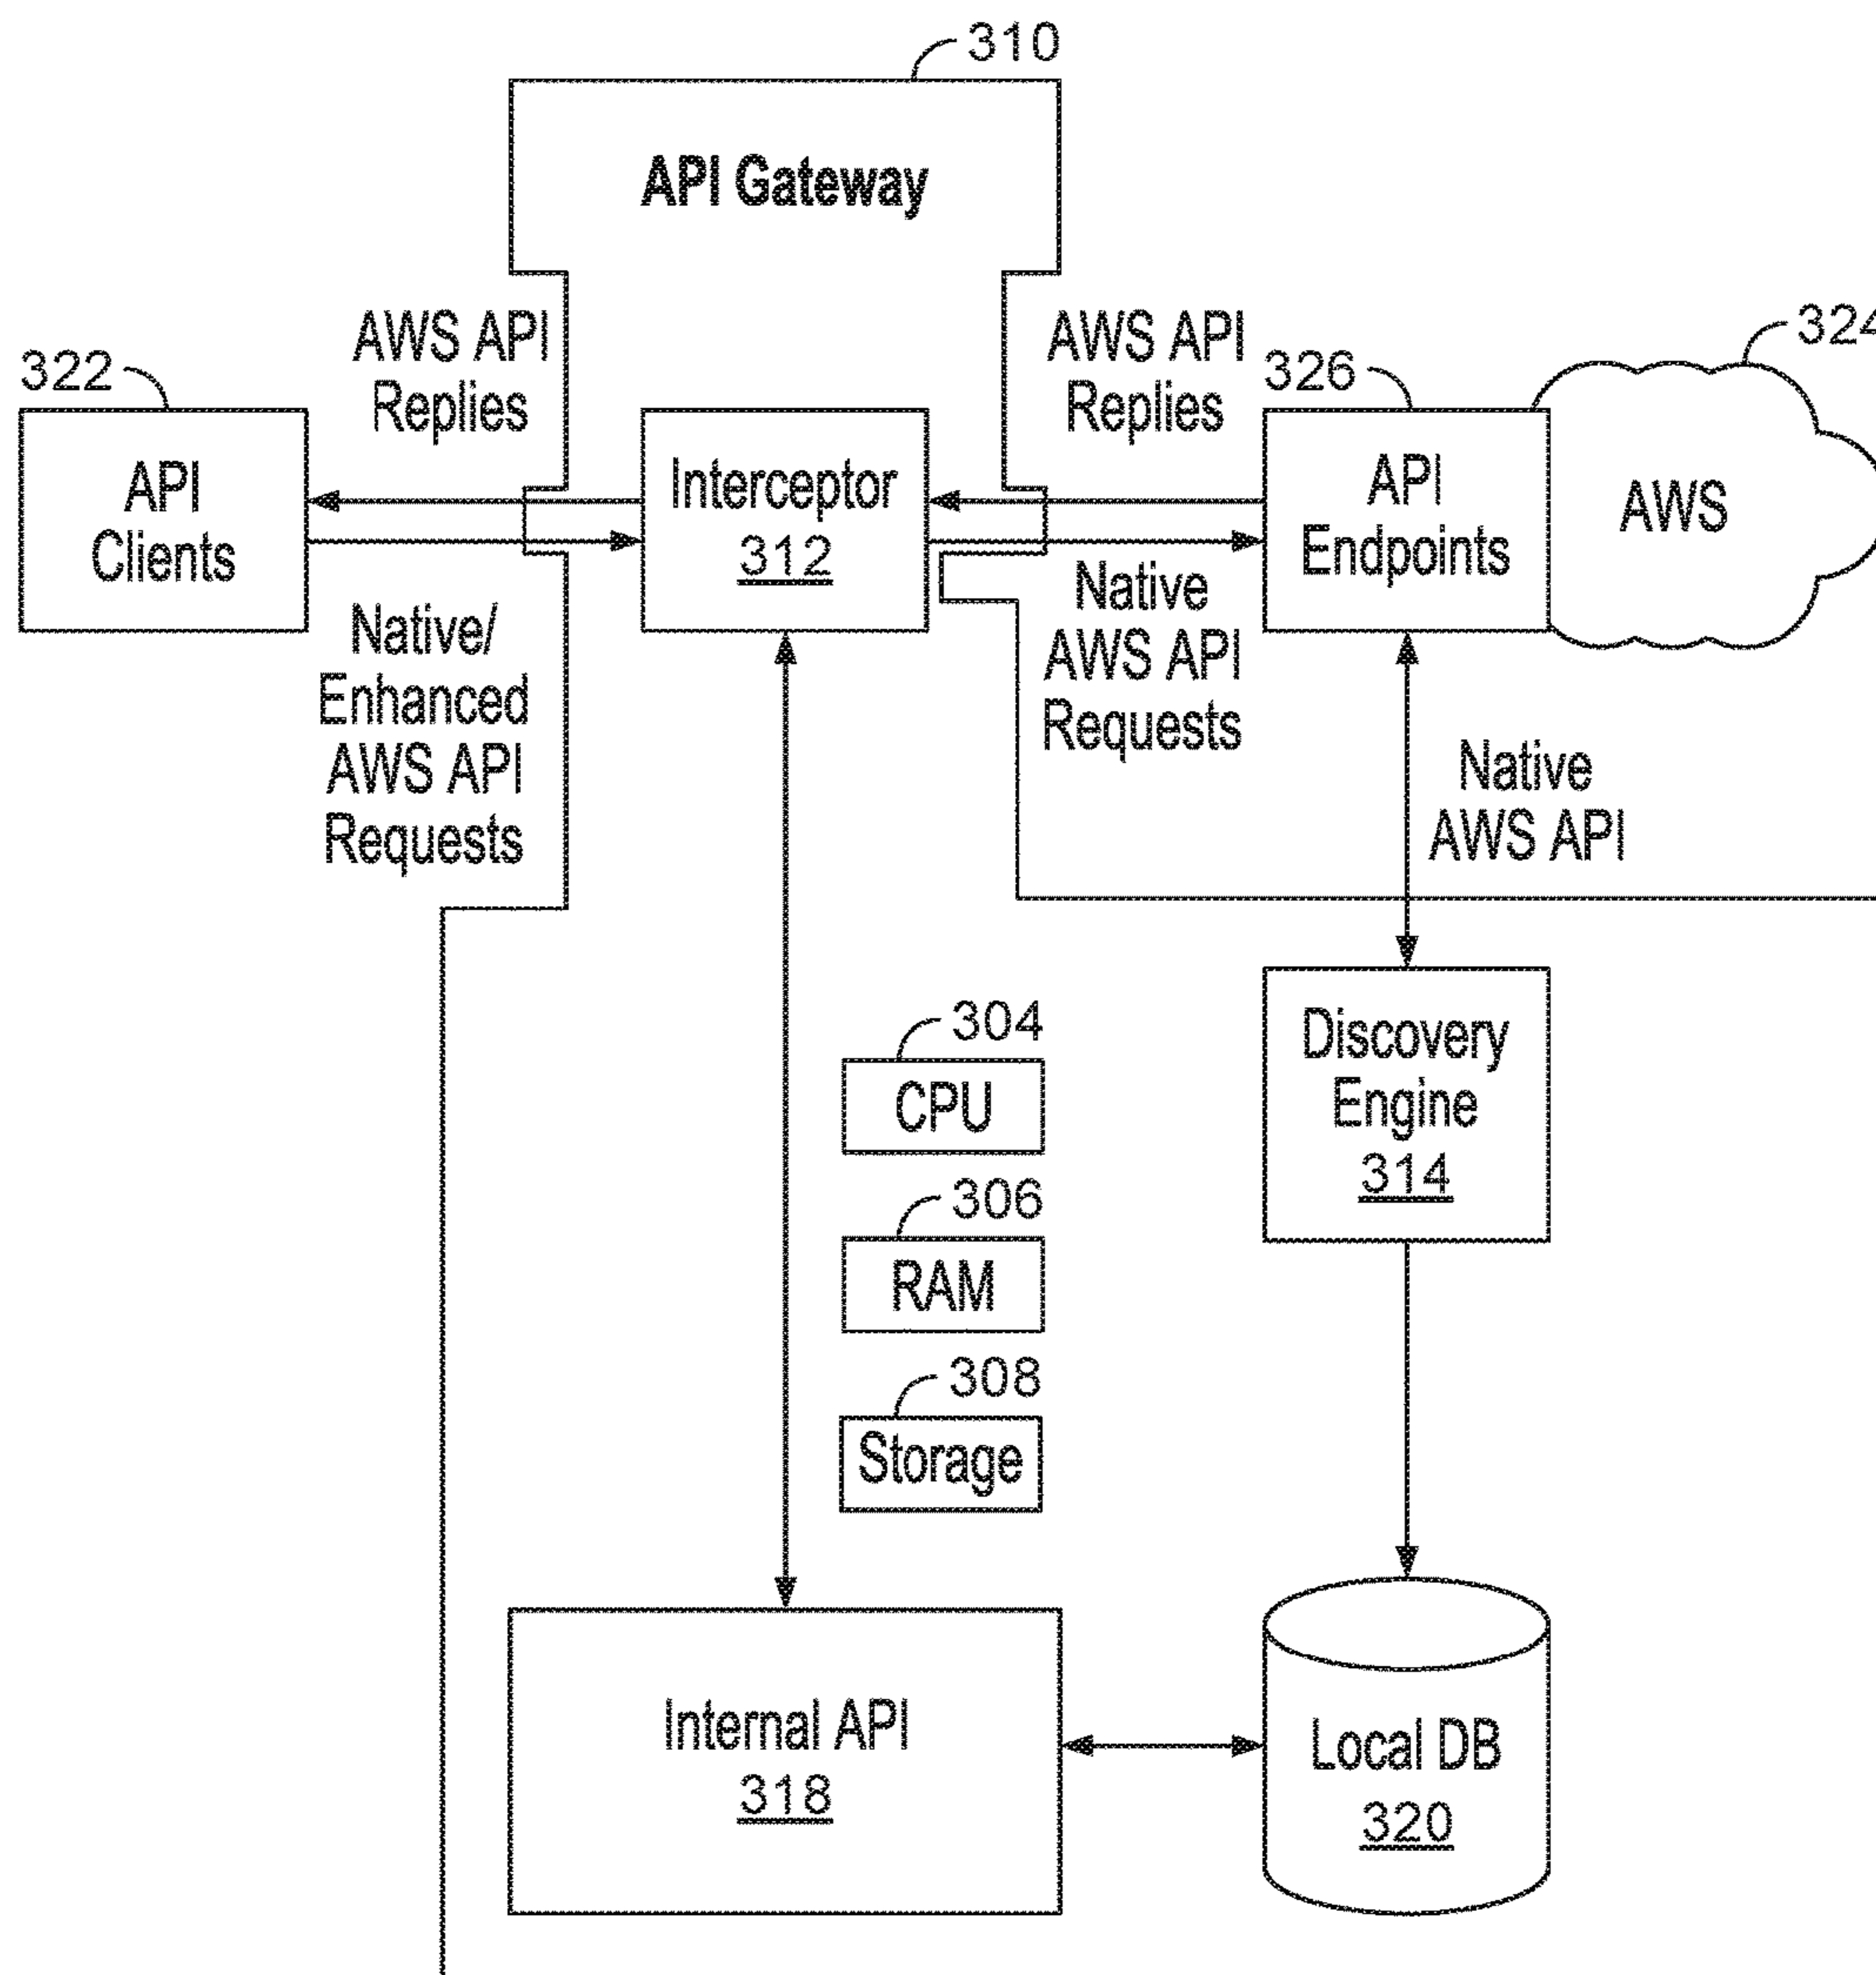 310
API Gateway
AWS API
Replies
AWS API
Replies
322
326
324
API
Clients
Interceptor
312
API
Endpoints
AWS
Native/
Enhanced
AWS API
Requests
Native
AWS API
Requests
Native
AWS API
304
CPU
306
RAM
308
Storage
Discovery
Engine
314
Internal API
318
Local DB
320